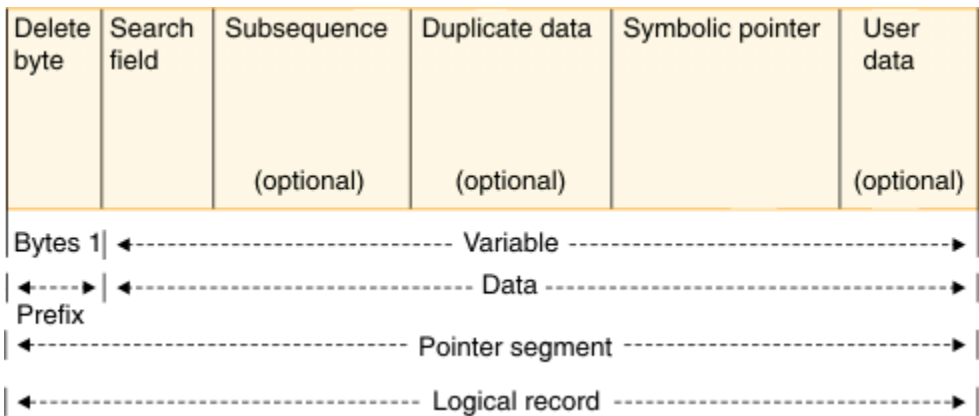 Delete byte
Search field
Subsequence
(optional)
Duplicate data
(optional)
Symbolic pointer
User data
(optional)
Bytes 1
Variable
Data
Prefix
Pointer segment
Logical record